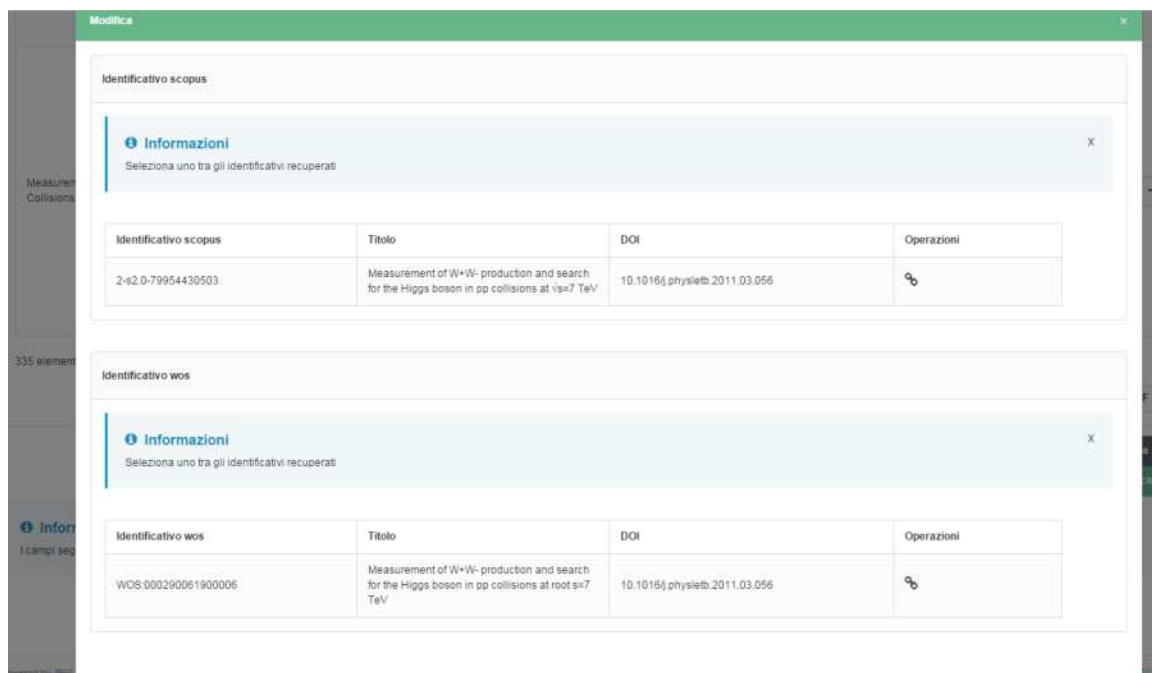 Modifica
x
Identificativo scopus
Informazioni
X
Seleziona uno tra gli identificativi recuperati
Measurem
Collisions
Identificativo scopus Titolo DOI Operazioni
2-s2.0-79954430503 Measurement of W+W- production and search 10.1016/j.physletb.2011.03.056
for the Higgs boson in pp collisions at √s=7 TeV
335 element
Identificativo wos
Informazioni
X
Seleziona uno tra gli identificativi recuperati
Inforr
I campi seg
Identificativo wos Titolo DOI Operazioni
WOS:000290061900006 Measurement of W+W- production and search 10.1016/j.physletb.2011.03.056
for the Higgs boson in pp collisions at root s=7
TeV